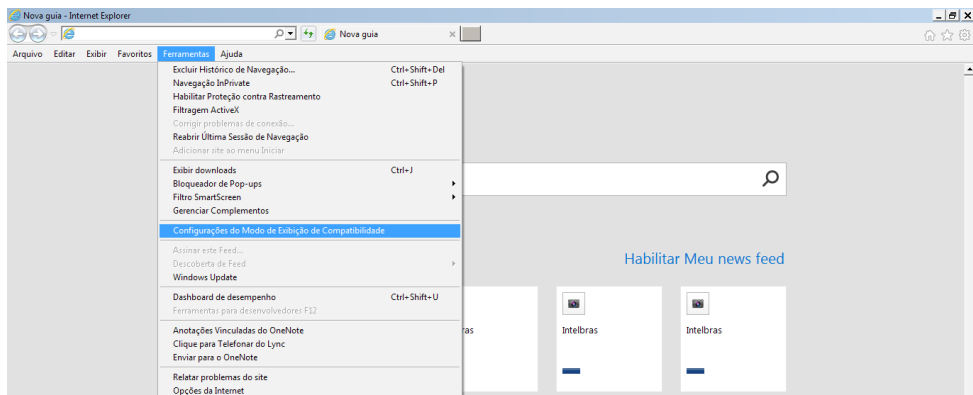 Nova guia - Internet Explorer
Nova guia
Arquivo Editar Exibir Favoritos Ferramentas Ajuda
Excluir Histórico de Navegação... Ctrl+Shift+Del
Navegação InPrivate Ctrl+Shift+P
Habilitar Proteção contra Rastreamento
Filtragem ActiveX
Corrigir problemas de conexão...
Reabrir Última Sessão de Navegação
Adicionar site ao menu Iniciar
Exibir downloads Ctrl+J
Bloqueador de Pop-ups
Filtro SmartScreen
Gerenciar Complementos
Configurações do Modo de Exibição de Compatibilidade
Assinar este Feed...
Descoberta de Feed
Windows Update
Habilitar Meu news feed
Dashboard de desempenho Ctrl+Shift+U
Ferramentas para desenvolvedores F12
Anotações Vinculadas do OneNote
ras Intelbras Intelbras
Clique para Telefonar do Lync
Enviar para o OneNote
Relatar problemas do site
Opções da Internet